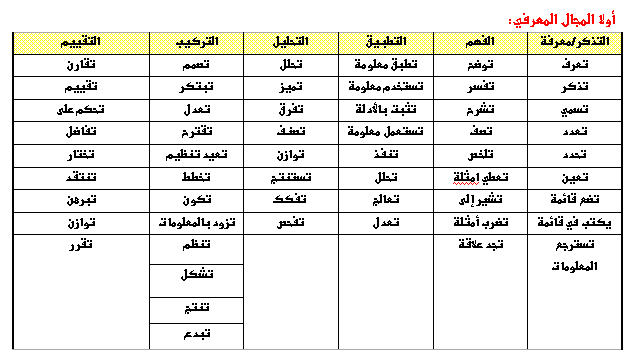 أولا المجال المعرفي:
التذكر/معرفة الفهم التطبيق التحليل التركيب التقييم
تعرف توضح تطبق معلومة تحلل تصمم تقارن
تذكر تفسر تستخدم معلومة تميز تبتكر تقييم
تسمي تشرح تثبت بالأدلة تفرق تعدل تحكم على
تعدد تصف تستعمل معلومة تصنف تقترح تفاضل
تحدد تلخص تنفذ توازن تعيد تنظيم تختار
تعين تعطي امثلة تحلل تستنتج تخطط تنتقد
تضع قائمة تشير إلى تعالج تفكك تكون تبرهن
يكتب في قائمة تضرب أمثلة تعدل تفحص تزود بالمعلومات توازن
تسترجع تجد علاقة تنظم تقرر
المعلومات تشكل
تنتج
تبدع